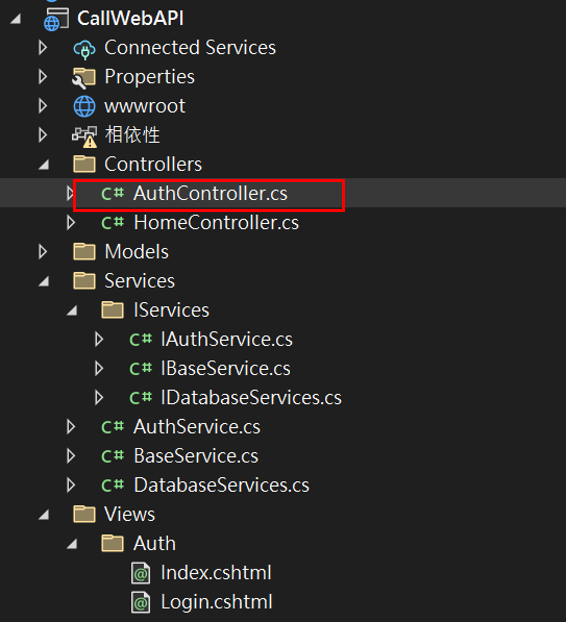 CallWebAPI
Connected Services
Properties
wwwroot
相依性
Controllers
C# AuthController.cs
C# HomeController.cs
Models
Services
IServices
C# IAuthService.cs
C# IBaseService.cs
C# IDatabaseServices.cs
C# AuthService.cs
C# BaseService.cs
C# DatabaseServices.cs
Views
Auth
@ Index.cshtml
@ Login.cshtml